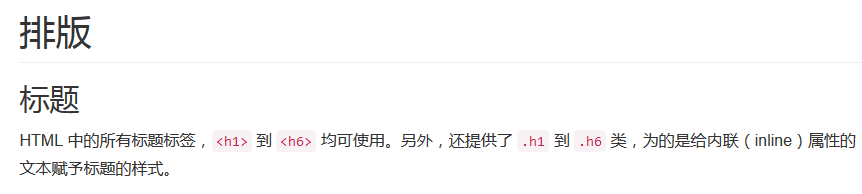 排版
标题
HTML 中的所有标题标签，<h1> 到 <h6> 均可使用。另外，还提供了 .h1 到 .h6 类，为的是给内联（inline）属性的
文本赋予标题的样式。